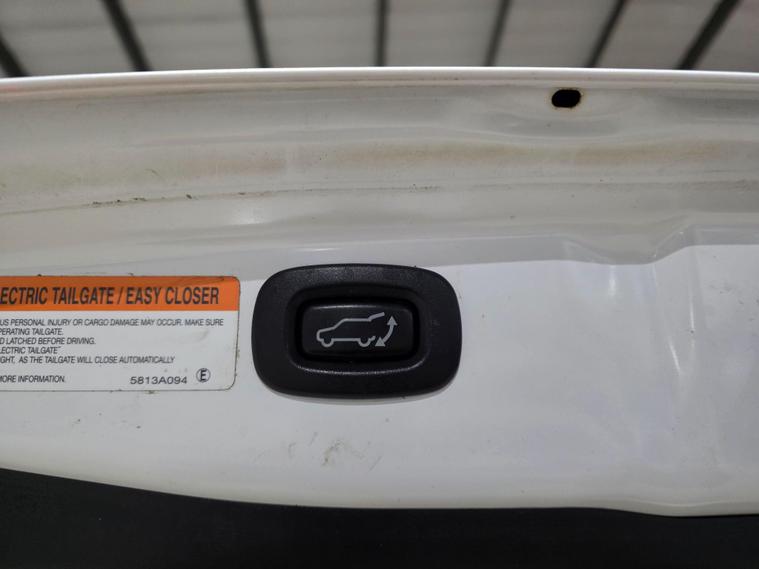 ECTRIC TAILGATE / EASY CLOSER
US PERSONAL INJURY OR CARGO DAMAGE MAY OCCUR. MAKE SURE
PERATING TAILGATE.
D LATCHED BEFORE DRIVING.
LECTRIC TAILGATE"
GHT, AS THE TAILGATE WILL CLOSE AUTOMATICALLY
MORE INFORMATION. 5813A094 E